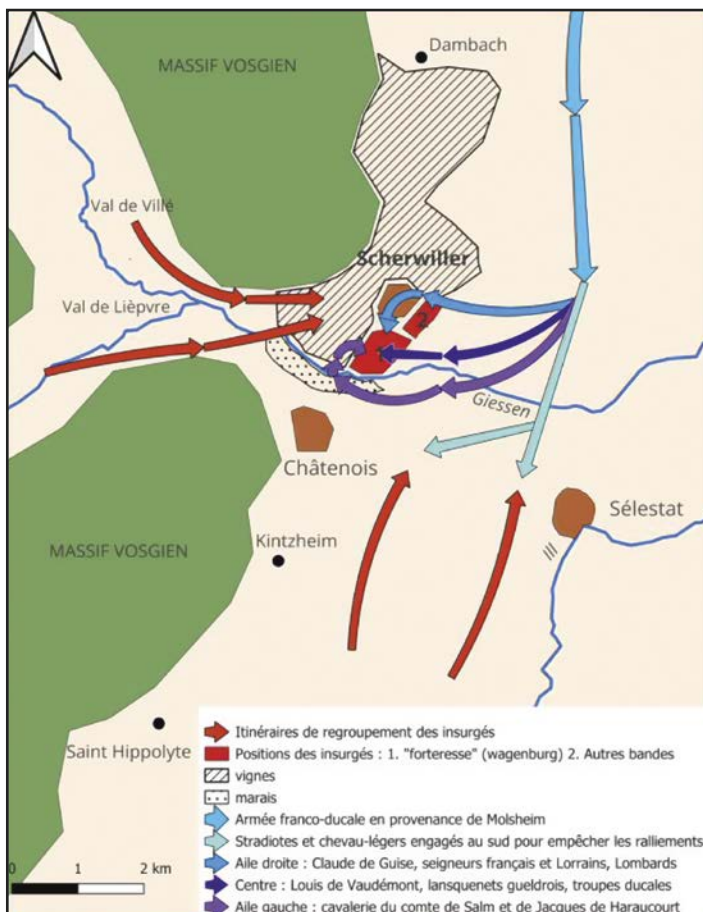 Dambach
MASSIF VOSGIEN
Val de Villé
Scherwiller
Val de Lièpvre
2
1
Giessen
Châtenois
Sélestat
MASSIF VOSGIEN
Kintzheim
Saint Hippolyte
Itinéraires de regroupement des insurgés
Positions des insurgés : 1. "forteresse" (wagenburg) 2. Autres bandes
vignes
marais
Armée franco-ducale en provenance de Molsheim
Stradiotes et chevau-légers engagés au sud pour empêcher les ralliements
Aile droite : Claude de Guise, seigneurs français et Lorrains, Lombards
Centre : Louis de Vaudémont, lansquenets gueldrois, troupes ducales
Aile gauche : cavalerie du comte de Salm et de Jacques de Haraucourt
0 1 2 km